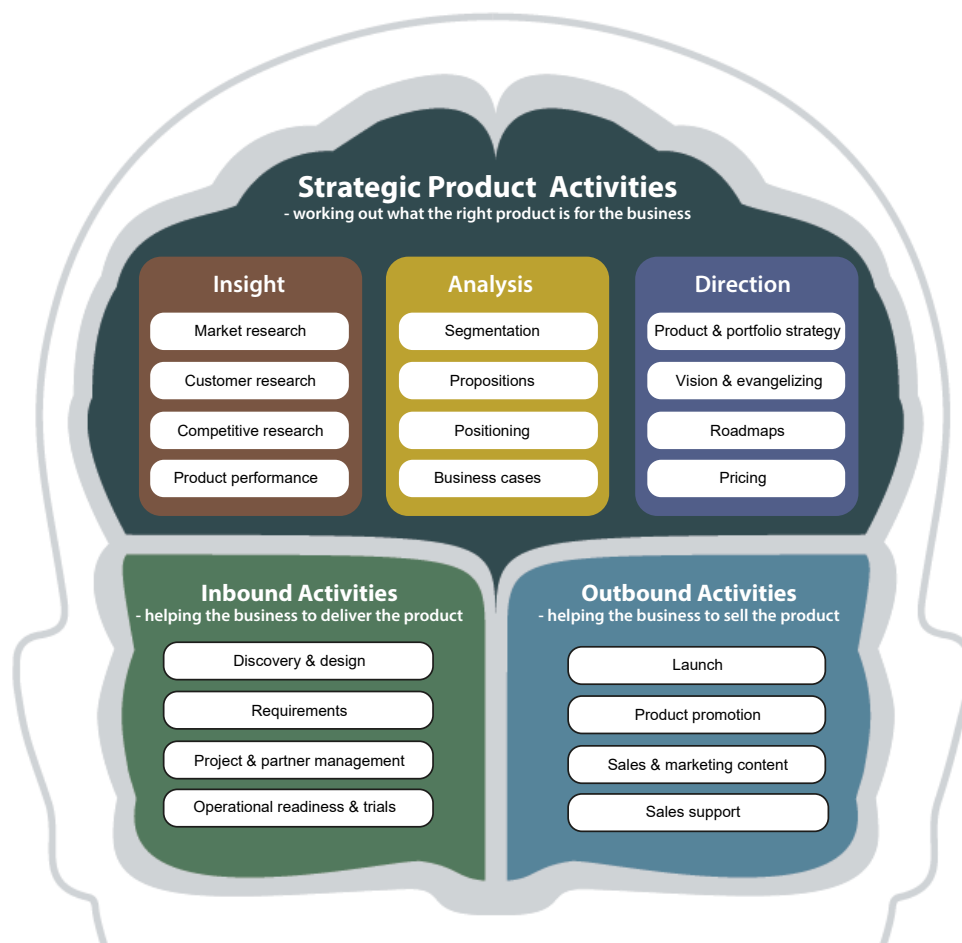 Strategic Product Activities
- working out what the right product is for the business
Insight
Market research
Customer research
Competitive research
Product performance
Analysis
Segmentation
Propositions
Positioning
Business cases
Direction
Product & portfolio strategy
Vision & evangelizing
Roadmaps
Pricing
Inbound Activities
- helping the business to deliver the product
Discovery & design
Requirements
Project & partner management
Operational readiness & trials
Outbound Activities
- helping the business to sell the product
Launch
Product promotion
Sales & marketing content
Sales support